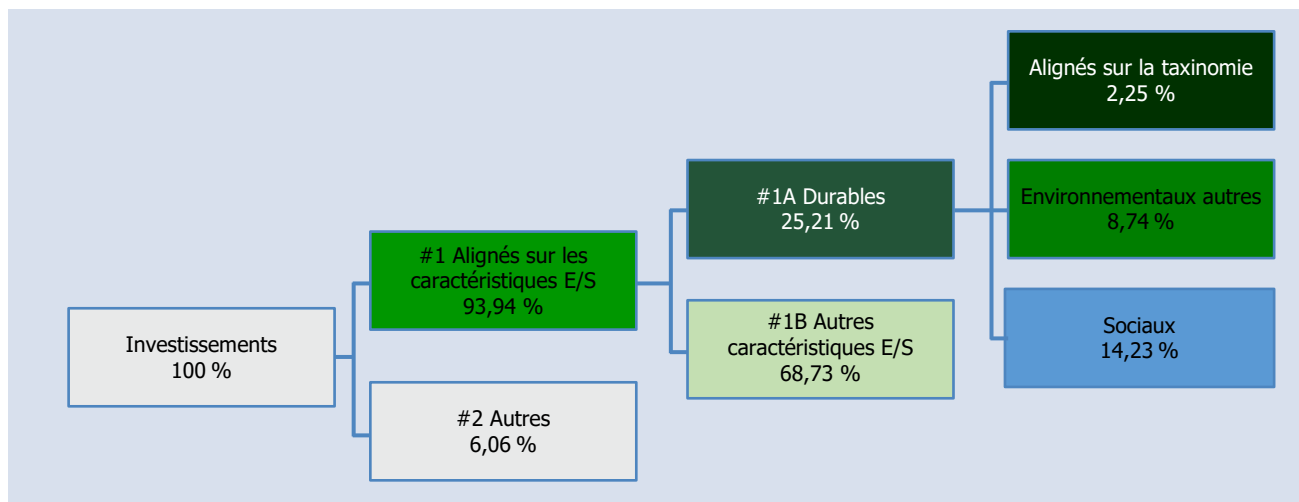 Investissements
100 %
#1 Alignés sur les
caractéristiques E/S
93,94 %
#2 Autres
6,06 %
#1A Durables
25,21 %
#1B Autres
caractéristiques E/S
68,73 %
Alignés sur la taxinomie
2,25 %
Environnementaux autres
8,74 %
Sociaux
14,23 %